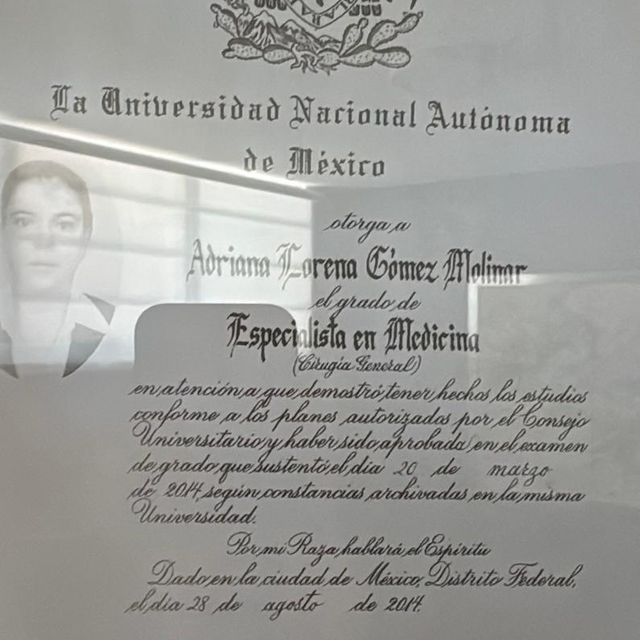 La Universidad Nacional Autónoma
de México
otorga a
Adriana Lorena Gómez Molinar
el grado de
Especialista en Medicina
(Cirugía General)
en atención a que demostró tener hechos los estudios
conforme a los planes autorizados por el Consejo
Universitario y haber sido aprobada en el examen
de grado que sustentó el día 20 de marzo
de 2014, según constancias archivadas en la misma
Universidad.
Por mi Raza hablará el Espíritu
Dado en la ciudad de México, Distrito Federal,
el día 28 de agosto de 2014.